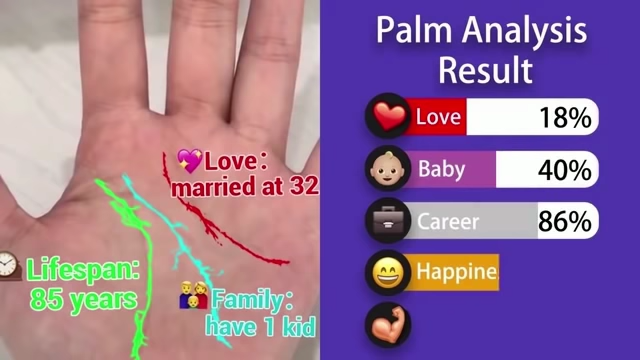 Love:
married at 32
Lifespan:
85 years
Family:
have 1 kid
Palm Analysis
Result
Love 18%
Baby 40%
Career 86%
Happine